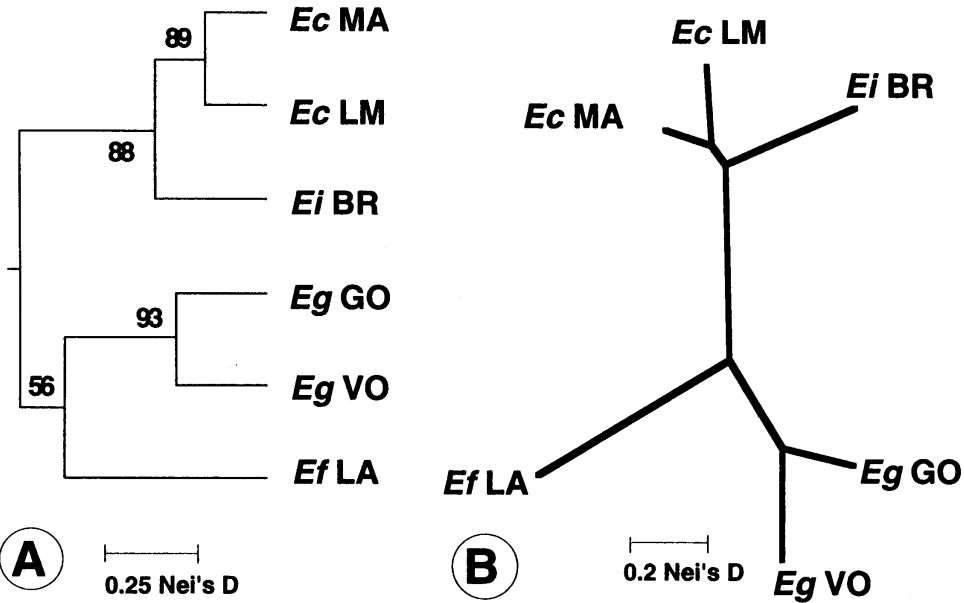 89
Ec MA
Ec LM
88
Ei BR
Eg GO
93
Eg VO
56
Ef LA
A
0.25 Nei's D
Ec LM
Ei BR
Ec MA
Ef LA
Eg GO
Eg VO
B
0.2 Nei's D